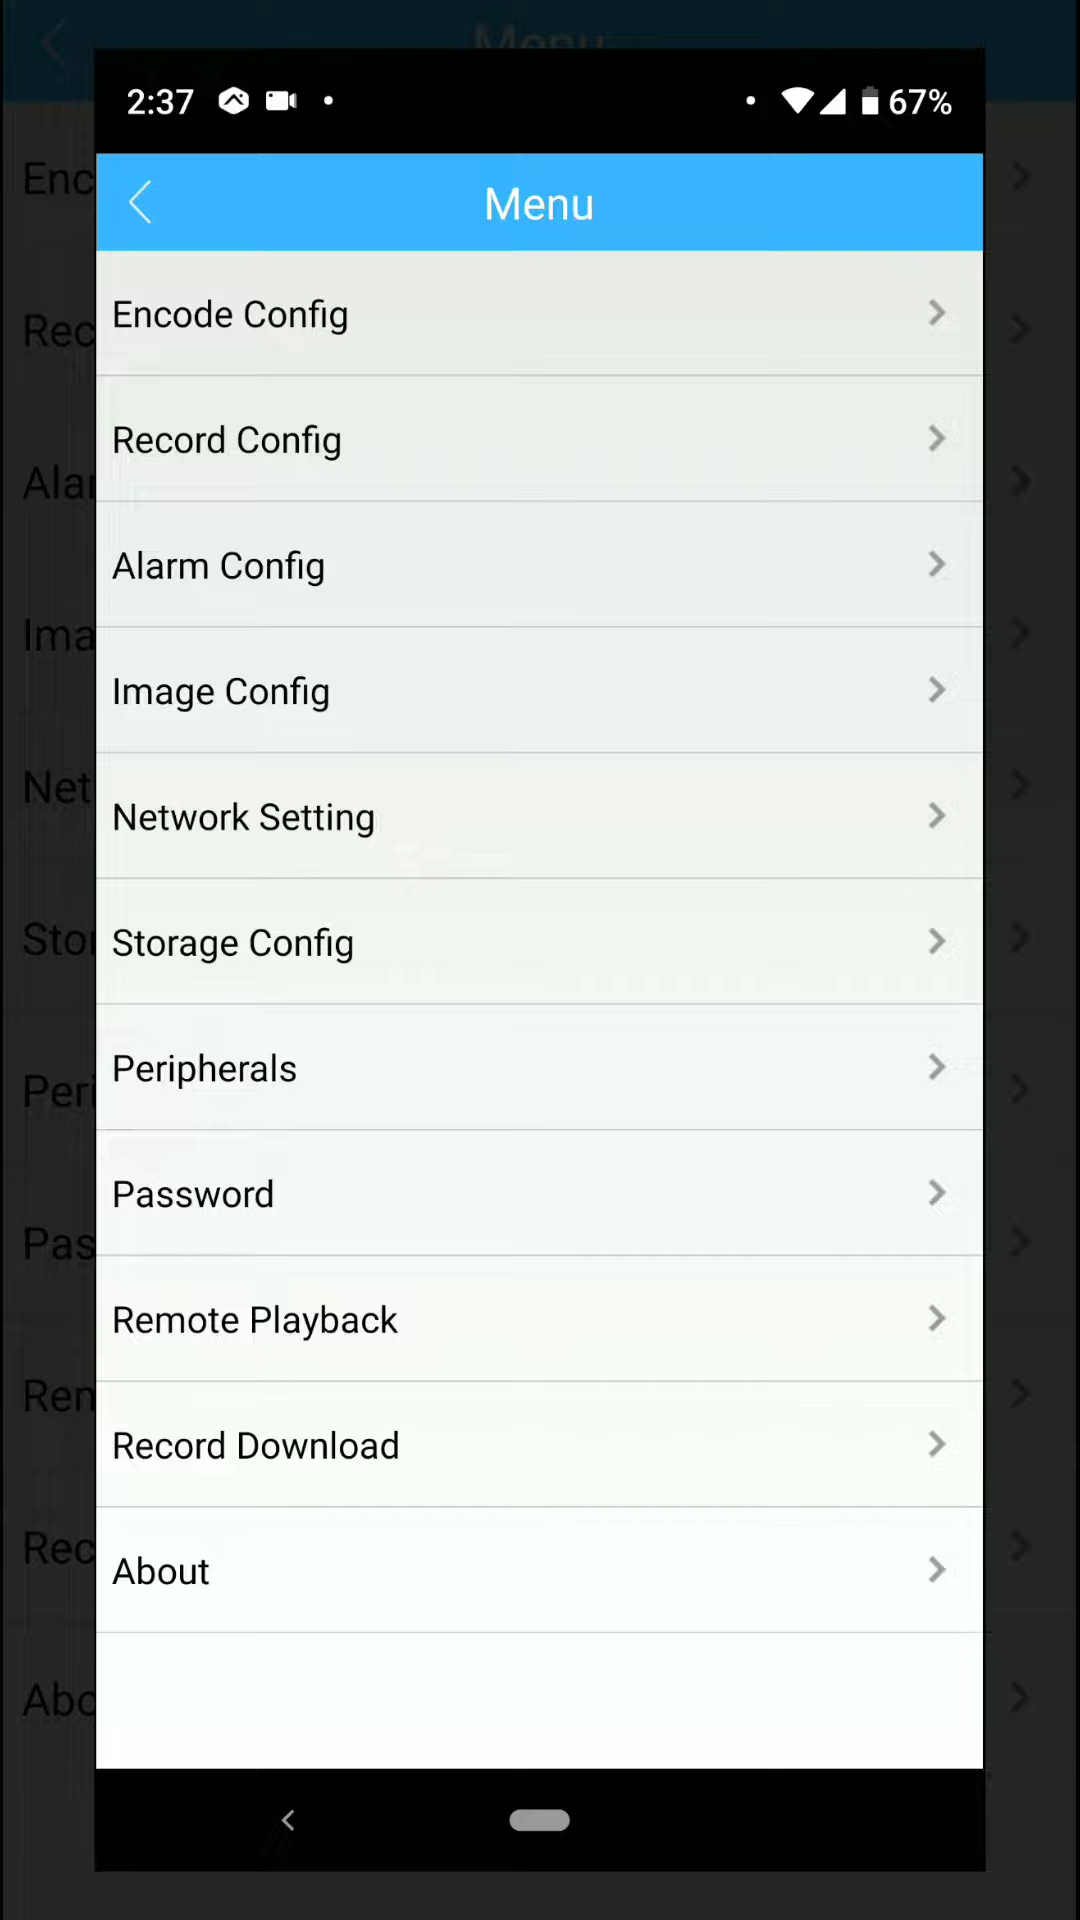 2:37 67%
Menu
Encode Config
Record Config
Alarm Config
Image Config
Network Setting
Storage Config
Peripherals
Password
Remote Playback
Record Download
About